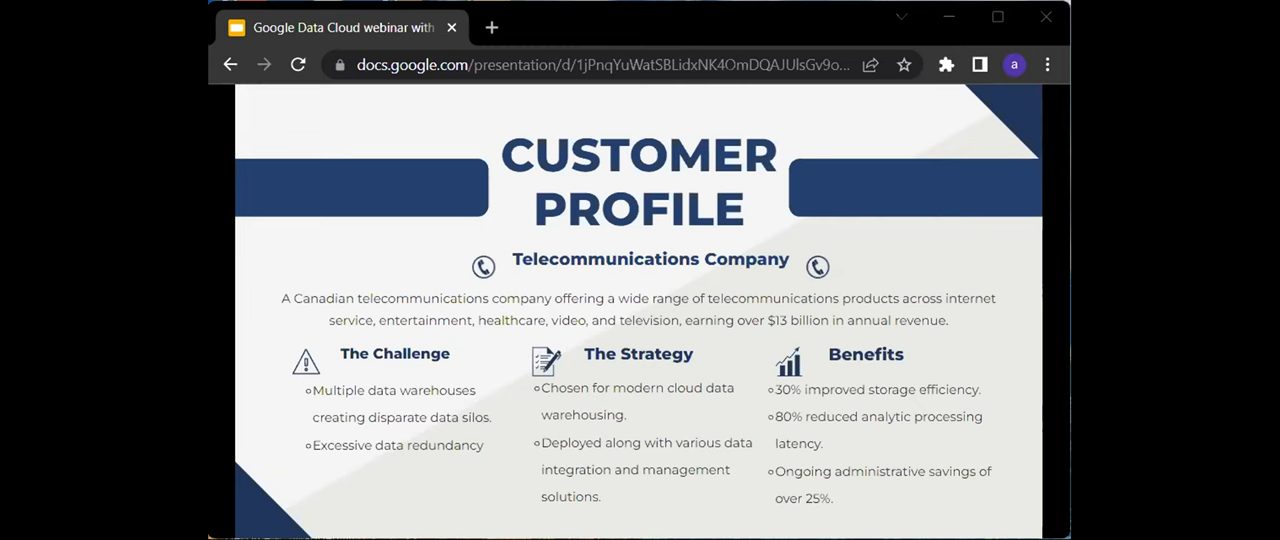 Google Data Cloud webinar with
docs.google.com/presentation/d/1jPnqYuWatSBLidxNK4OmDQAJUlsGv9o...
a
CUSTOMER
PROFILE
Telecommunications Company
A Canadian telecommunications company offering a wide range of telecommunications products across internet
service, entertainment, healthcare, video, and television, earning over $13 billion in annual revenue.
The Challenge
Multiple data warehouses
creating disparate data silos.
Excessive data redundancy
The Strategy
Chosen for modern cloud data
warehousing.
Deployed along with various data
integration and management
solutions.
Benefits
30% improved storage efficiency.
80% reduced analytic processing
latency.
Ongoing administrative savings of
over 25%.